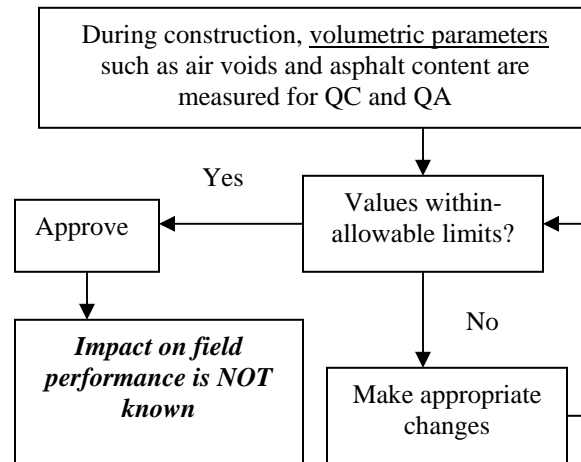 During construction, volumetric parameters
such as air voids and asphalt content are
measured for QC and QA
Yes
Values within-
allowable limits?
Approve
No
Impact on field
performance is NOT
known
Make appropriate
changes